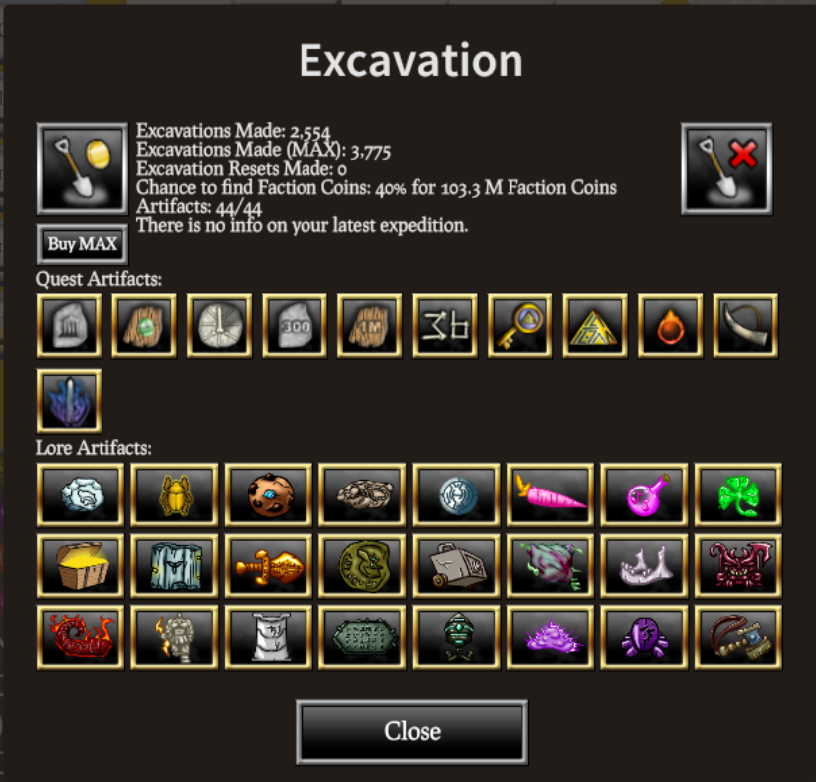 Excavation
Excavations Made: 2,554
Excavations Made (MAX): 3,775
Excavation Resets Made: 0
Chance to find Faction Coins: 40% for 103.3 M Faction Coins
Artifacts: 44/44
There is no info on your latest expedition.
Buy MAX
Quest Artifacts:
300
1M
Lore Artifacts:
Close